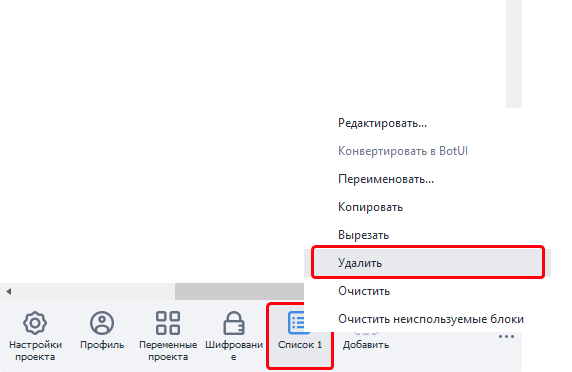 Редактировать...
Конвертировать в BotUI
Переименовать...
Копировать
Вырезать
Удалить
Очистить
Очистить неиспользуемые блоки
Настройки
проекта
Профиль
Переменные
проекта
Шифровани
е
Список 1
Добавить